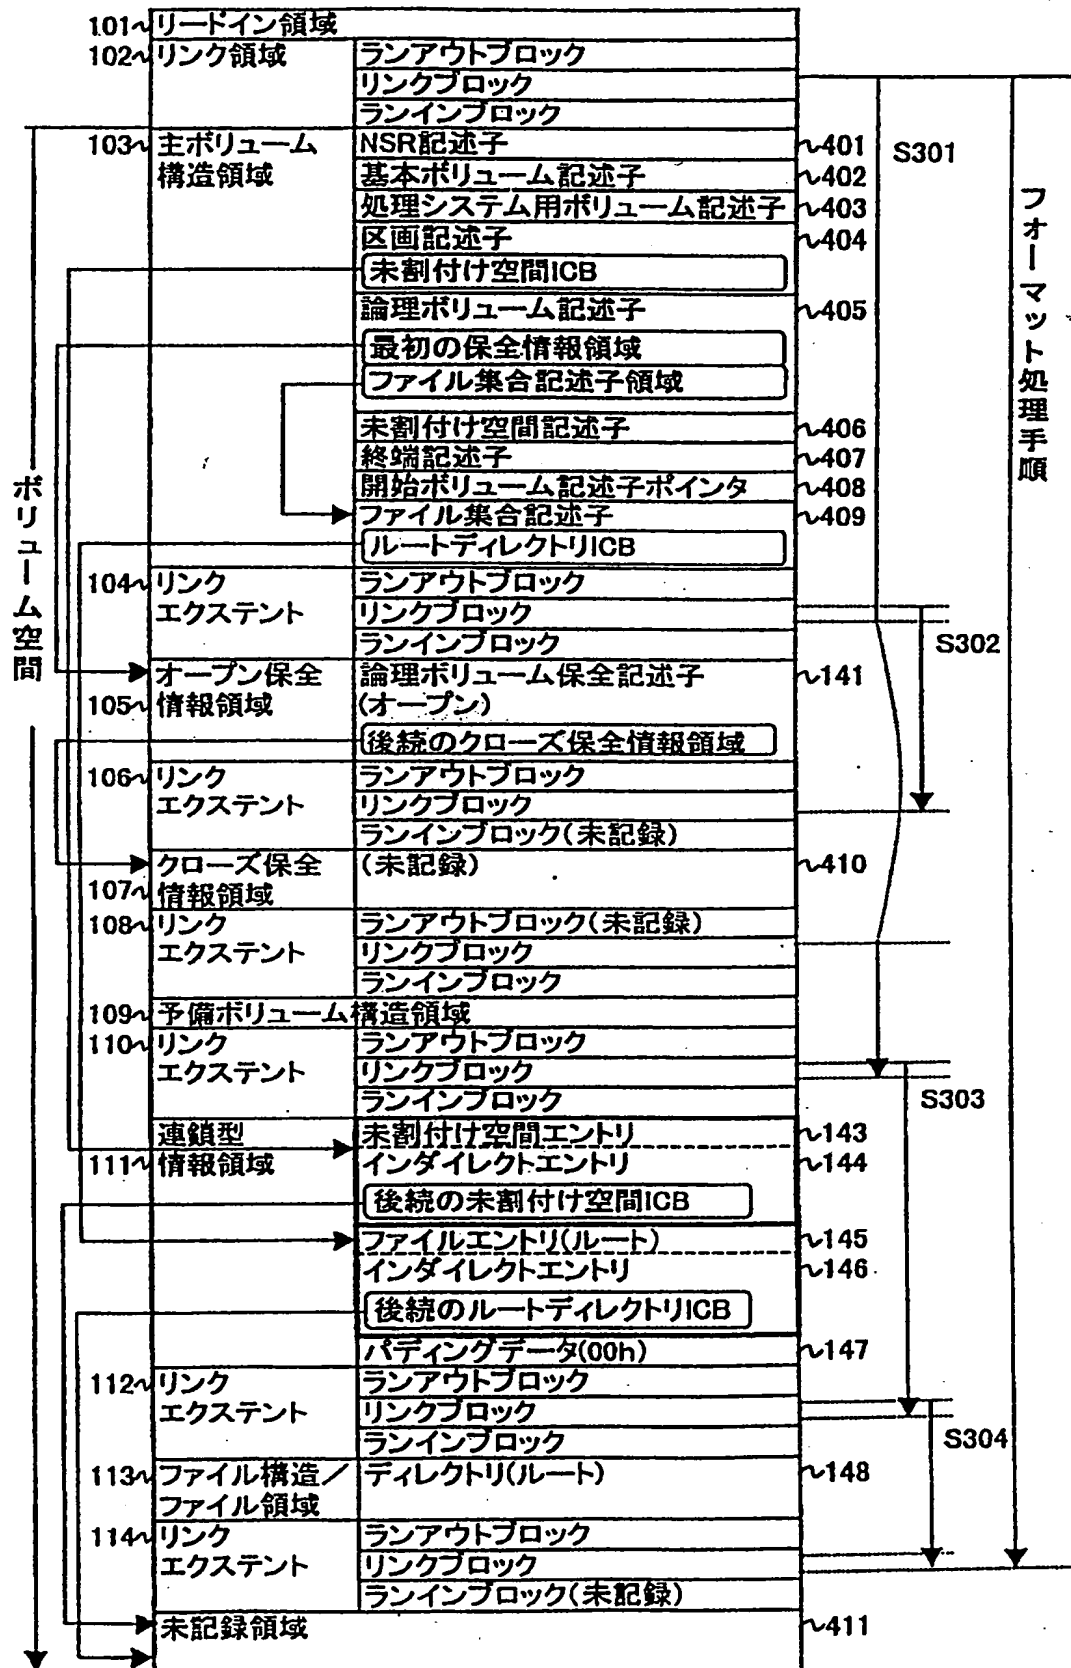 101 リードイン領域
102 リンク領域 ランアウトブロック
リンクブロック
ランインブロック
103 主ボリューム NSR記述子 401
構造領域 基本ボリューム記述子 402
処理システム用ボリューム記述子 403
区画記述子 404
未割付け空間ICB
論理ボリューム記述子 405
最初の保全情報領域
ファイル集合記述子領域
未割付け空間記述子 406
終端記述子 407
開始ボリューム記述子ポインタ 408
ファイル集合記述子 409
ルートディレクトリICB
104 リンク ランアウトブロック
エクステント リンクブロック
ランインブロック
オープン保全 論理ボリューム保全記述子 141
105 情報領域 (オープン)
後続のクローズ保全情報領域
106 リンク ランアウトブロック
エクステント リンクブロック
ランインブロック(未記録)
クローズ保全 (未記録) 410
107 情報領域
108 リンク ランアウトブロック(未記録)
エクステント リンクブロック
ランインブロック
109 予備ボリューム構造領域
110 リンク ランアウトブロック
エクステント リンクブロック
ランインブロック
連鎖型 未割付け空間エントリ 143
111 情報領域 インダイレクトエントリ 144
後続の未割付け空間ICB
ファイルエントリ(ルート) 145
インダイレクトエントリ 146
後続のルートディレクトリICB
パディングデータ(00h) 147
112 リンク ランアウトブロック
エクステント リンクブロック
ランインブロック
113 ファイル構造／ ディレクトリ(ルート) 148
ファイル領域
114 リンク ランアウトブロック
エクステント リンクブロック
ランインブロック(未記録)
未記録領域 411
ボリューム空間
S301
S302
S303
S304
フォーマット処理手順